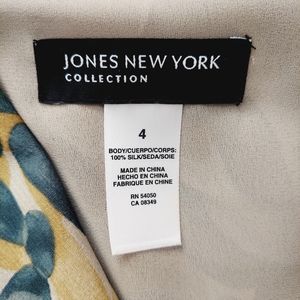 JONES NEW YORK
COLLECTION
4
BODY/CUERPO/CORPS:
100% SILK/SEDA/SOIE
MADE IN CHINA
HECHO EN CHINA
FABRIQUE EN CHINE
RN 54050
CA 08349